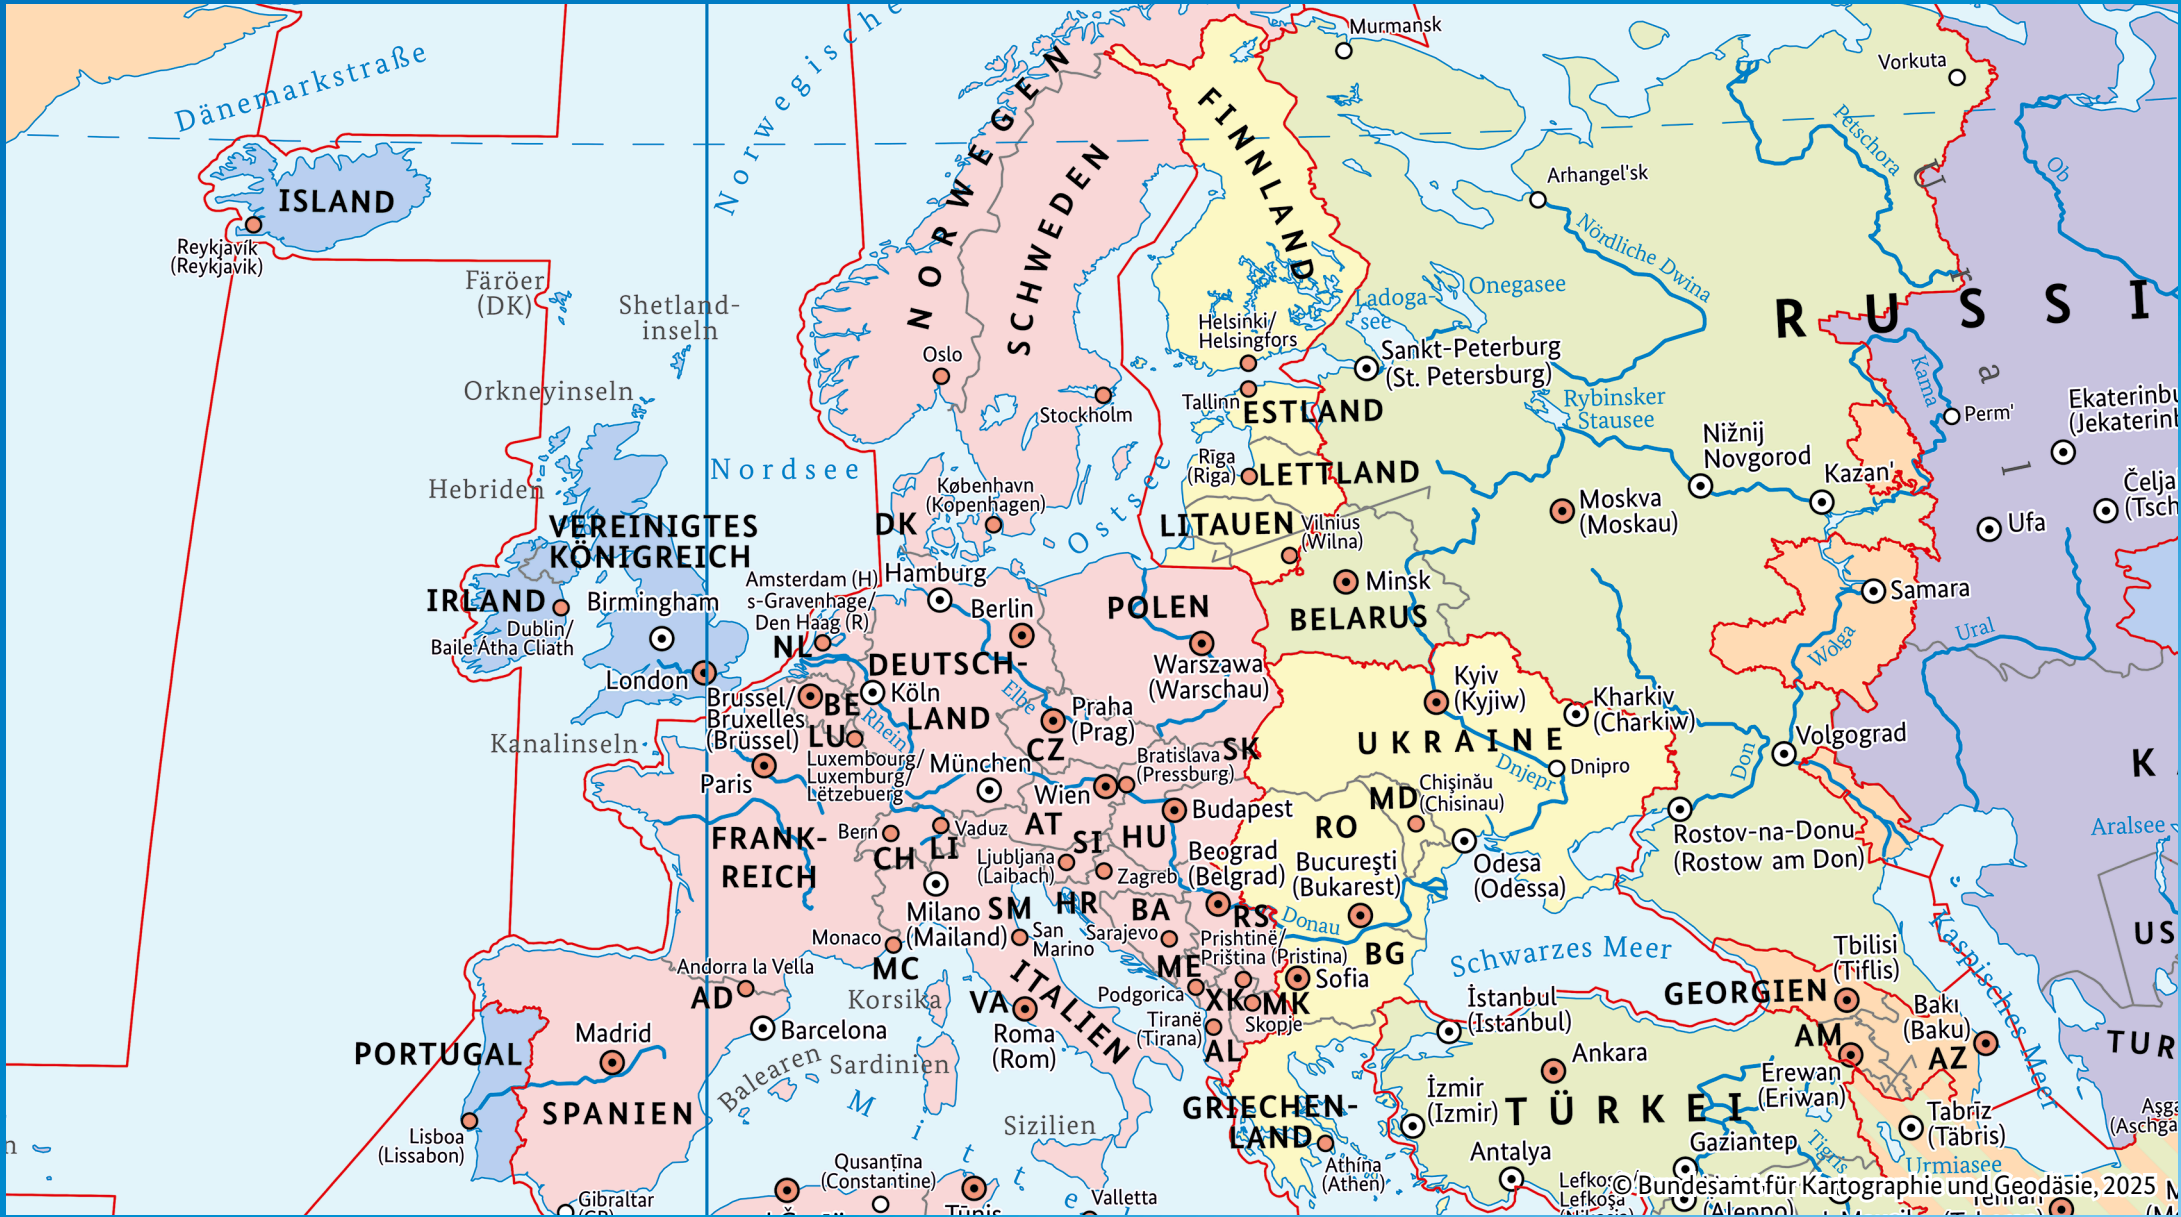 Murmansk
Vorkuta
Dänemarkstraße
Norwegische
Petschora
Ob
Arhangel'sk
Nördliche Dwina
ISLAND
Reykjavík
(Reykjavik)
NORWEGEN
SCHWEDEN
FINNLAND
Färöer
(DK)
Shetland-
inseln
Orkneyinseln
Ladoga-
see
Onegasee
RUSSI
Ural
Helsinki/
Helsingfors
Oslo
Stockholm
Tallinn
ESTLAND
Sankt-Peterburg
(St. Petersburg)
Rybinsker
Stausee
Kama
Perm'
Ekaterinbu
(Jekaterinb
Nižnij
Novgorod
Kazan'
Čelja
(Tsch
Ufa
Nordsee
Hebriden
København
(Kopenhagen)
Ostsee
Rīga
(Riga)
LETTLAND
DK
LITAUEN
Vilnius
(Wilna)
Moskva
(Moskau)
VEREINIGTES
KÖNIGREICH
Amsterdam (H)
s-Gravenhage/
Den Haag (R)
Hamburg
Minsk
BELARUS
Samara
IRLAND
Dublin/
Baile Átha Cliath
Birmingham
Berlin
POLEN
Wolga
Ural
NL
London
DEUTSCH-
LAND
Warszawa
(Warschau)
Brussel/
Bruxelles
(Brüssel)
BE
Köln
Rhein
Elbe
Praha
(Prag)
Kyiv
(Kyjiw)
Kharkiv
(Charkiw)
Kanalinseln
LU
Luxembourg/
Luxemburg/
Lëtzebuerg
CZ
SK
UKRAINE
Don
Volgograd
K
Paris
München
Bratislava
(Pressburg)
Wien
Dnjepr
Dnipro
Budapest
MD
Chişinău
(Chisinau)
FRANK-
REICH
Bern
Vaduz
AT
CH
LI
SI
HU
RO
Rostov-na-Donu
(Rostow am Don)
Aralsee
Ljubljana
(Laibach)
Zagreb
Beograd
(Belgrad)
Bucureşti
(Bukarest)
Odesa
(Odessa)
Milano
(Mailand)
SM
HR
BA
RS
Donau
US
Monaco
MC
San
Marino
Sarajevo
Prishtinë/
Priština (Pristina)
BG
Schwarzes Meer
Tbilisi
(Tiflis)
Kaspisches Meer
Andorra la Vella
AD
Korsika
VA
ITALIEN
ME
Podgorica
XK
MK
Skopje
Sofia
GEORGIEN
Bakı
(Baku)
Barcelona
Roma
(Rom)
Tiranë
(Tirana)
AL
İstanbul
(Istanbul)
AM
AZ
TUR
PORTUGAL
Madrid
Balearen
Sardinien
Ankara
Erewan
(Eriwan)
SPANIEN
Mitte
Sizilien
GRIECHEN-
LAND
İzmir
(Izmir)
TÜRKEI
Tabrīz
(Täbris)
Aşga
(Aschga
Lisboa
(Lissabon)
Athína
(Athen)
Antalya
Gaziantep
Tigris
Urmiasee
Qusanṭīna
(Constantine)
Gibraltar
Tūnis
Valletta
Lefkoşa
© Bundesamt für Kartographie und Geodäsie, 2025
(Aleppo)